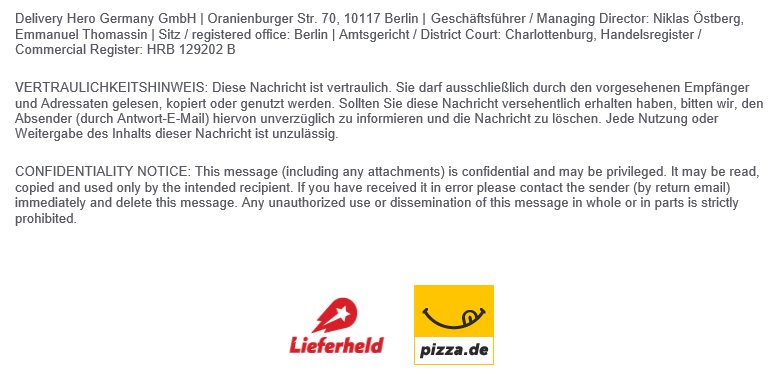 Delivery Hero Germany GmbH | Oranienburger Str. 70, 10117 Berlin | Geschäftsführer / Managing Director: Niklas Östberg,
Emmanuel Thomassin | Sitz / registered office: Berlin | Amtsgericht / District Court: Charlottenburg, Handelsregister /
Commercial Register: HRB 129202 B
VERTRAULICHKEITSHINWEIS: Diese Nachricht ist vertraulich. Sie darf ausschließlich durch den vorgesehenen Empfänger
und Adressaten gelesen, kopiert oder genutzt werden. Sollten Sie diese Nachricht versehentlich erhalten haben, bitten wir, den
Absender (durch Antwort-E-Mail) hiervon unverzüglich zu informieren und die Nachricht zu löschen. Jede Nutzung oder
Weitergabe des Inhalts dieser Nachricht ist unzulässig.
CONFIDENTIALITY NOTICE: This message (including any attachments) is confidential and may be privileged. It may be read,
copied and used only by the intended recipient. If you have received it in error please contact the sender (by return email)
immediately and delete this message. Any unauthorized use or dissemination of this message in whole or in parts is strictly
prohibited.
Lieferheld
pizza.de